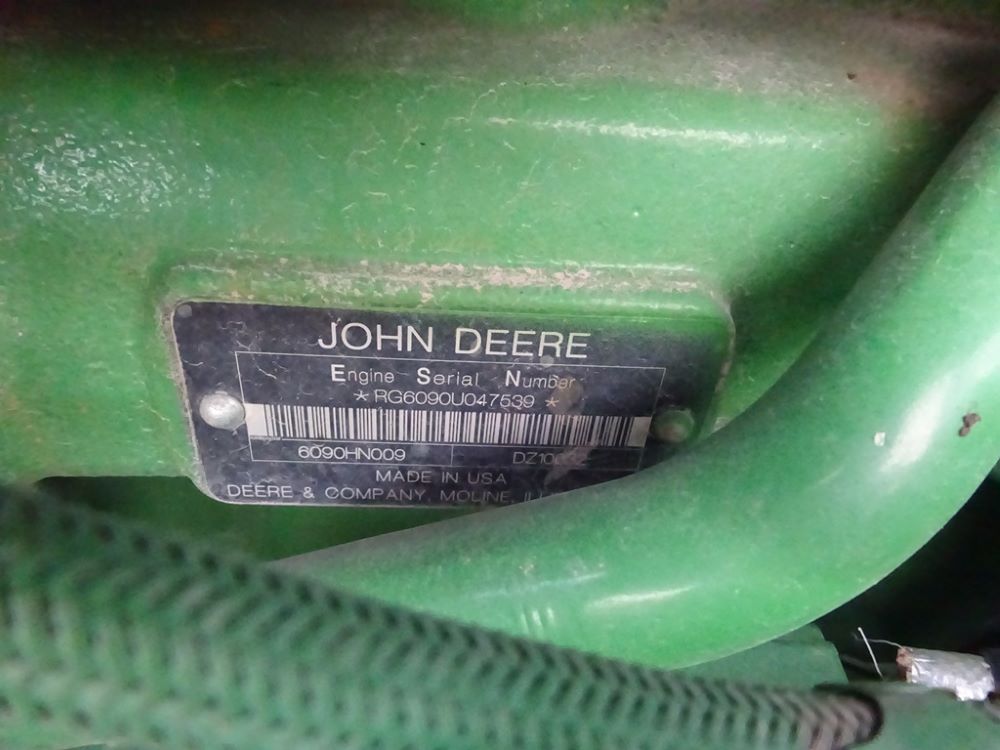 JOHN DEERE
Engine Serial Number
* RG6090U047539 *
6090HN009
MADE IN USA
DEERE & COMPANY, MOLINE,